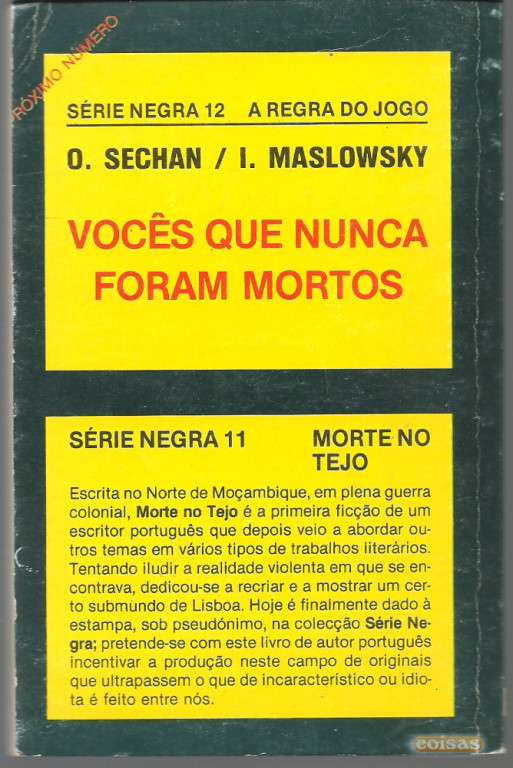 RÓXIMO NÚMERO
SÉRIE NEGRA 12 A REGRA DO JOGO
O. SECHAN / I. MASLOWSKY
VOCÊS QUE NUNCA
FORAM MORTOS
SÉRIE NEGRA 11 MORTE NO
TEJO
Escrita no Norte de Moçambique, em plena guerra
colonial, Morte no Tejo é a primeira ficção de um
escritor português que depois veio a abordar ou-
tros temas em vários tipos de trabalhos literários.
Tentando iludir a realidade violenta em que se en-
contrava, dedicou-se a recriar e a mostrar um cer-
to submundo de Lisboa. Hoje é finalmente dado à
estampa, sob pseudónimo, na colecção Série Ne-
gra; pretende-se com este livro de autor português
incentivar a produção neste campo de originais
que ultrapassem o que de incaracterístico ou idio-
ta é feito entre nós.
coisas